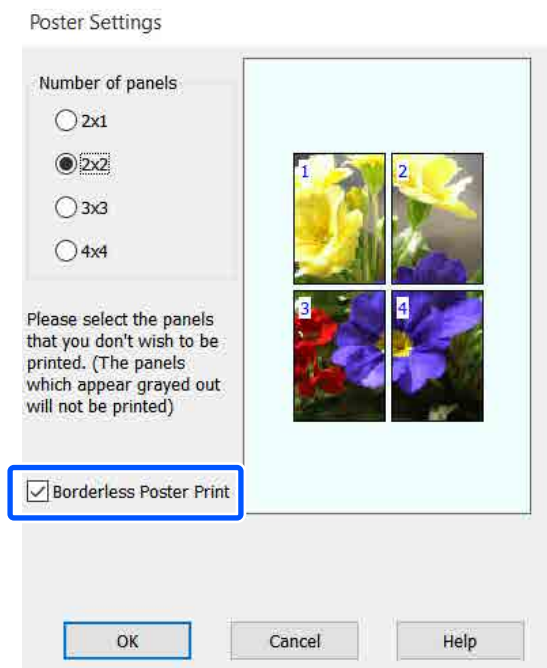 Poster Settings
Number of panels
2x1
2x2
3x3
4x4
1
2
3
4
Please select the panels
that you don't wish to be
printed. (The panels
which appear grayed out
will not be printed)
Borderless Poster Print
OK
Cancel
Help